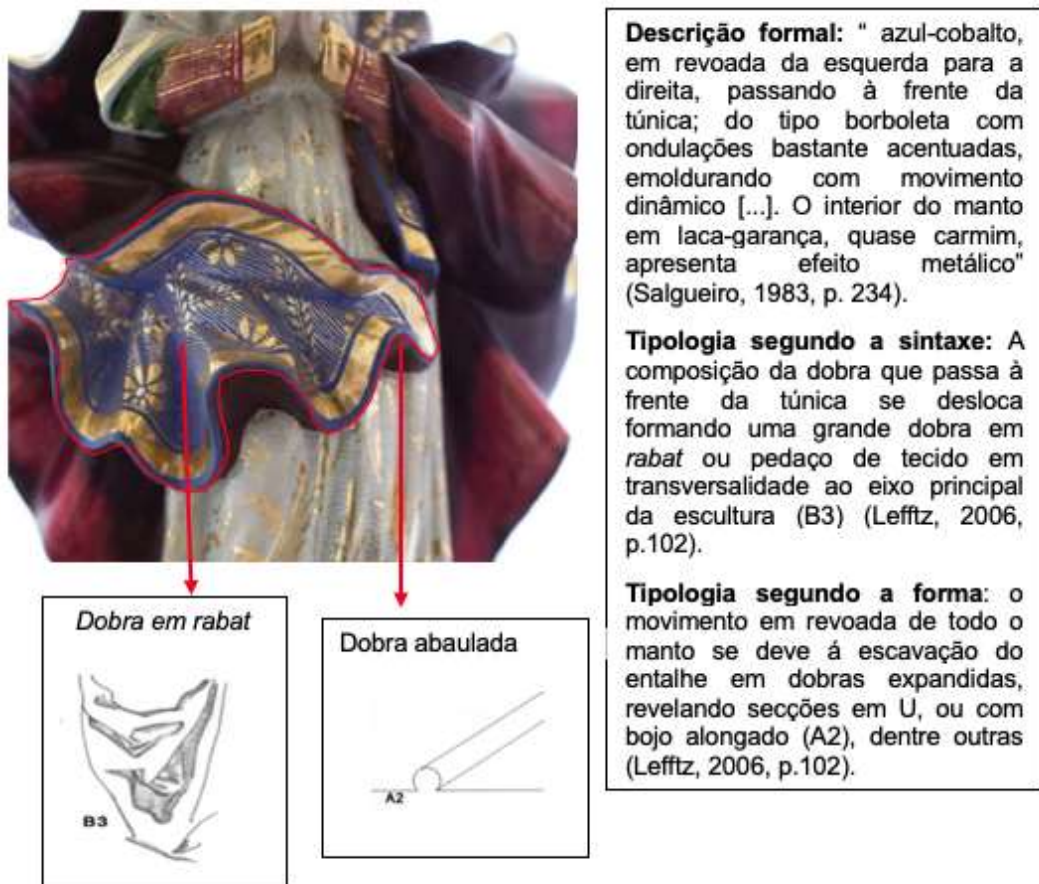 Descrição formal: “ azul-cobalto,
em revoada da esquerda para a
direita, passando à frente da
túnica; do tipo borboleta com
ondulações bastante acentuadas,
emoldurando com movimento
dinâmico [...]. O interior do manto
em laca-garança, quase carmim,
apresenta efeito metálico”
(Salgueiro, 1983, p. 234).
Tipologia segundo a sintaxe: A
composição da dobra que passa à
frente da túnica se desloca
formando uma grande dobra em
rabat ou pedaço de tecido em
transversalidade ao eixo principal
da escultura (B3) (Lefftz, 2006,
p.102).
Tipologia segundo a forma: o
movimento em revoada de todo o
manto se deve á escavação do
entalhe em dobras expandidas,
revelando secções em U, ou com
bojo alongado (A2), dentre outras
(Lefftz, 2006, p.102).
Dobra em rabat
B3
Dobra abaulada
A2